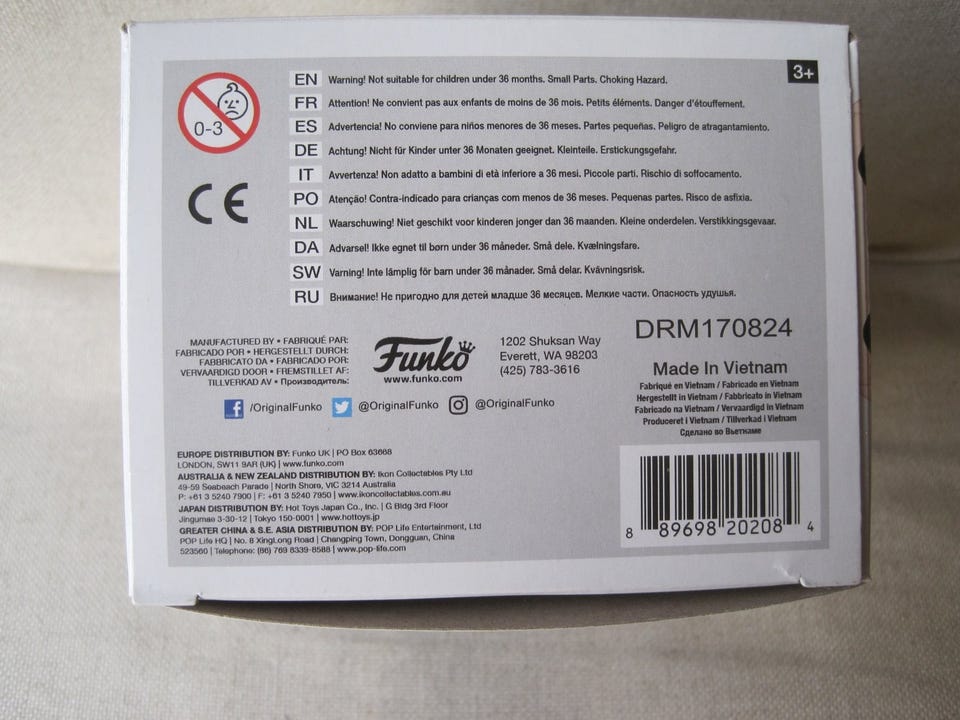 3+
0-3
EN Warning! Not suitable for children under 36 months. Small Parts. Choking Hazard.
FR Attention! Ne convient pas aux enfants de moins de 36 mois. Petits éléments. Danger d'étouffement.
ES Advertencia! No conviene para niños menores de 36 meses. Partes pequeñas. Peligro de atragantamiento.
DE Achtung! Nicht für Kinder unter 36 Monaten geeignet. Kleinteile. Erstickungsgefahr.
IT Avvertenza! Non adatto a bambini di età inferiore a 36 mesi. Piccole parti. Rischio di soffocamento.
PO Atenção! Contra-indicado para crianças com menos de 36 meses. Pequenas partes. Risco de asfixia.
NL Waarschuwing! Niet geschikt voor kinderen jonger dan 36 maanden. Kleine onderdelen. Verstikkingsgevaar.
DA Advarsel! Ikke egnet til børn under 36 måneder. Små dele. Kvælningsfare.
SW Varning! Inte lämplig för barn under 36 månader. Små delar. Kvävningsrisk.
RU Внимание! Не пригодно для детей младше 36 месяцев. Мелкие части. Опасность удушья.
CE
MANUFACTURED BY • FABRIQUÉ PAR:
FABRICADO POR • HERGESTELLT DURCH:
FABBRICATO DA • FABRICADO POR:
VERVAARDIGD DOOR • FREMSTILLET AF:
TILLVERKAD AV • Производитель:
Funko
www.funko.com
1202 Shuksan Way
Everett, WA 98203
(425) 783-3616
/OriginalFunko @OriginalFunko @OriginalFunko
DRM170824
Made In Vietnam
Fabriqué en Vietnam / Fabricado en Vietnam
Hergestellt in Vietnam / Fabbricato in Vietnam
Fabricado na Vietnam / Vervaardigd in Vietnam
Produceret i Vietnam / Tillverkad i Vietnam
Сделано во Вьетнаме
EUROPE DISTRIBUTION BY: Funko UK | PO Box 63668
LONDON, SW11 9AR (UK) | www.funko.com
AUSTRALIA & NEW ZEALAND DISTRIBUTION BY: Ikon Collectables Pty Ltd
49-59 Seabeach Parade | North Shore, VIC 3214 Australia
P: +61 3 5240 7900 | F: +61 3 5240 7950 | www.ikoncollectables.com.au
JAPAN DISTRIBUTION BY: Hot Toys Japan Co., Inc. | G Bldg 3rd Floor
Jingumae 3-30-12 | Tokyo 150-0001 | www.hottoys.jp
GREATER CHINA & S.E. ASIA DISTRIBUTION BY: POP Life Entertainment, Ltd
POP Life HQ | No. 8 XingLong Road | Changping Town, Dongguan, China
523560 | Telephone: (86) 769 8339-8588 | www.pop-life.com
8 89698 20208 4